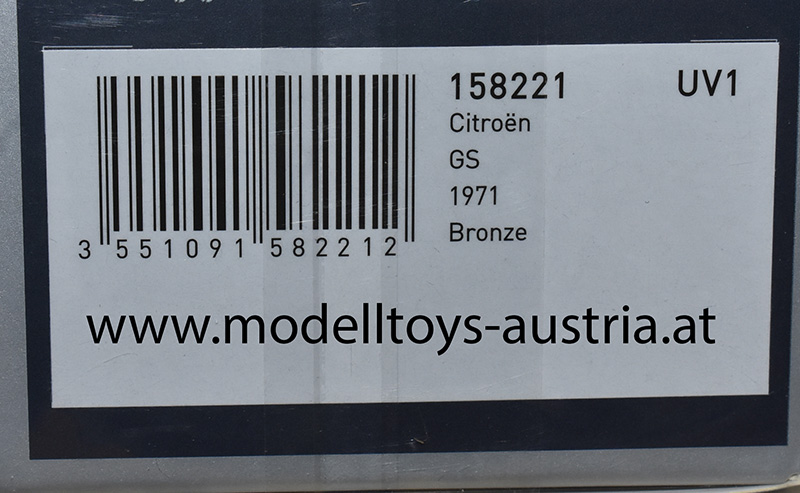 158221 UV1
Citroën
GS
1971
Bronze
3 551091 582212
www.modelltoys-austria.at